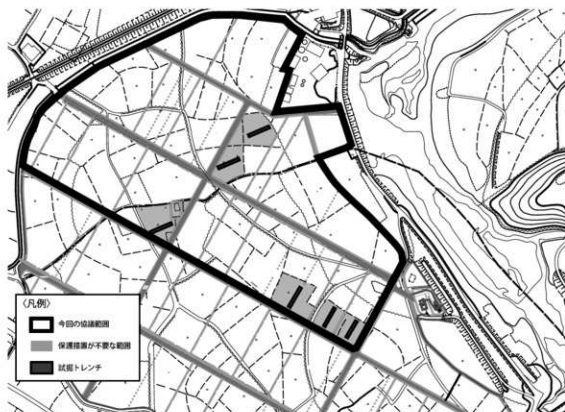 〈凡例〉
今回の協議範囲
保護措置が不要な範囲
試掘トレンチ